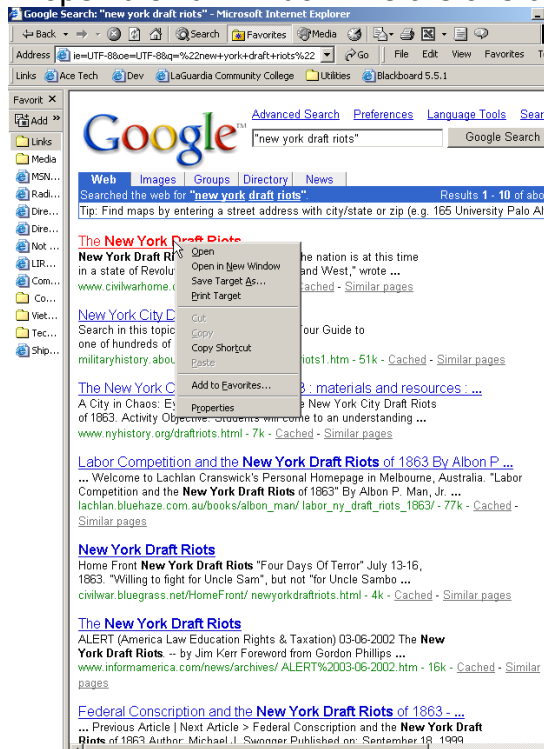 Google Search: "new york draft riots" - Microsoft Internet Explorer
Back Search Favorites Media
Address ie=UTF-8&oe=UTF-8&q=%22new+york+draft+riots%22 Go File Edit View Favorites
Links Ace Tech Dev LaGuardia Community College Utilities Blackboard 5.5.1
Favorit X
Add »
Links
Media
MSN...
Radi...
Dire...
Dire...
Not ...
LIR...
Com...
Co...
Viet...
Tec...
Ship...
Advanced Search Preferences Language Tools
Google™ "new york draft riots" Google Search
Web Images Groups Directory News
Searched the web for "new york draft riots". Results 1 - 10 of
Tip: Find maps by entering a street address with city/state or zip (e.g. 165 University Palo
The New York Draft Riots
New York Draft he nation is at this time
in a state of and West," wrote ...
www.civilwarhome. Cached - Similar pages
New York City D
Search in this topic our Guide to
one of hundreds of
militaryhistory. riots1.htm - 51k - Cached - Similar pages
The New York C : materials and resources : ...
A City in Chaos: e New York City Draft Riots
of 1863. Activity Objective: Students will come to an understanding ...
www.nyhistory.org/draftriots.html - 7k - Cached - Similar pages
Open
Open in New Window
Save Target As...
Print Target
Cut
Copy
Copy Shortcut
Paste
Add to Favorites...
Properties
Labor Competition and the New York Draft Riots of 1863 By Albon P ...
... Welcome to Lachlan Cranswick's Personal Homepage in Melbourne, Australia. "Labor
Competition and the New York Draft Riots of 1863" By Albon P. Man, Jr. ...
lachlan.bluehaze.com.au/books/albon_man/ labor_ny_draft_riots_1863/ - 77k - Cached -
Similar pages
New York Draft Riots
Home Front New York Draft Riots "Four Days Of Terror" July 13-16,
1863. "Willing to fight for Uncle Sam", but not "for Uncle Sambo ...
civilwar.bluegrass.net/HomeFront/ newyorkdraftriots.html - 4k - Cached - Similar pages
The New York Draft Riots
ALERT (America Law Education Rights & Taxation) 03-06-2002 The New
York Draft Riots. -- by Jim Kerr Foreword from Gordon Phillips ...
www.informamerica.com/news/archives/ ALERT%2003-06-2002.htm - 16k - Cached - Similar
pages
Federal Conscription and the New York Draft Riots of 1863 - ...
... Previous Article | Next Article > Federal Conscription and the New York Draft
Riots of 1863 Author: Michael J. Swogger Published on: September 18, 1999